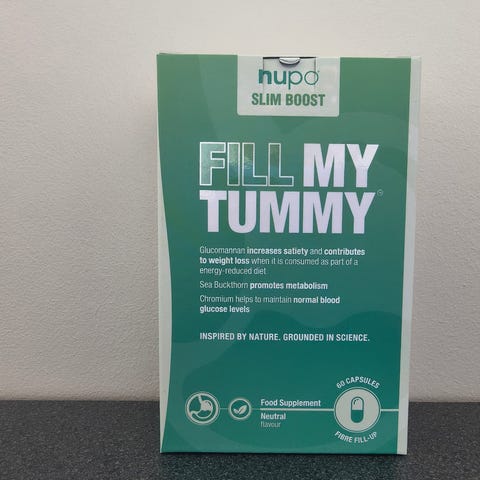 nupo
SLIM BOOST
FILL MY
TUMMY
Glucomannan increases satiety and contributes
to weight loss when it is consumed as part of a
energy-reduced diet
Sea Buckthorn promotes metabolism
Chromium helps to maintain normal blood
glucose levels
INSPIRED BY NATURE. GROUNDED IN SCIENCE.
60 CAPSULES
Food Supplement
Neutral
flavour
FIBRE FILL-UP